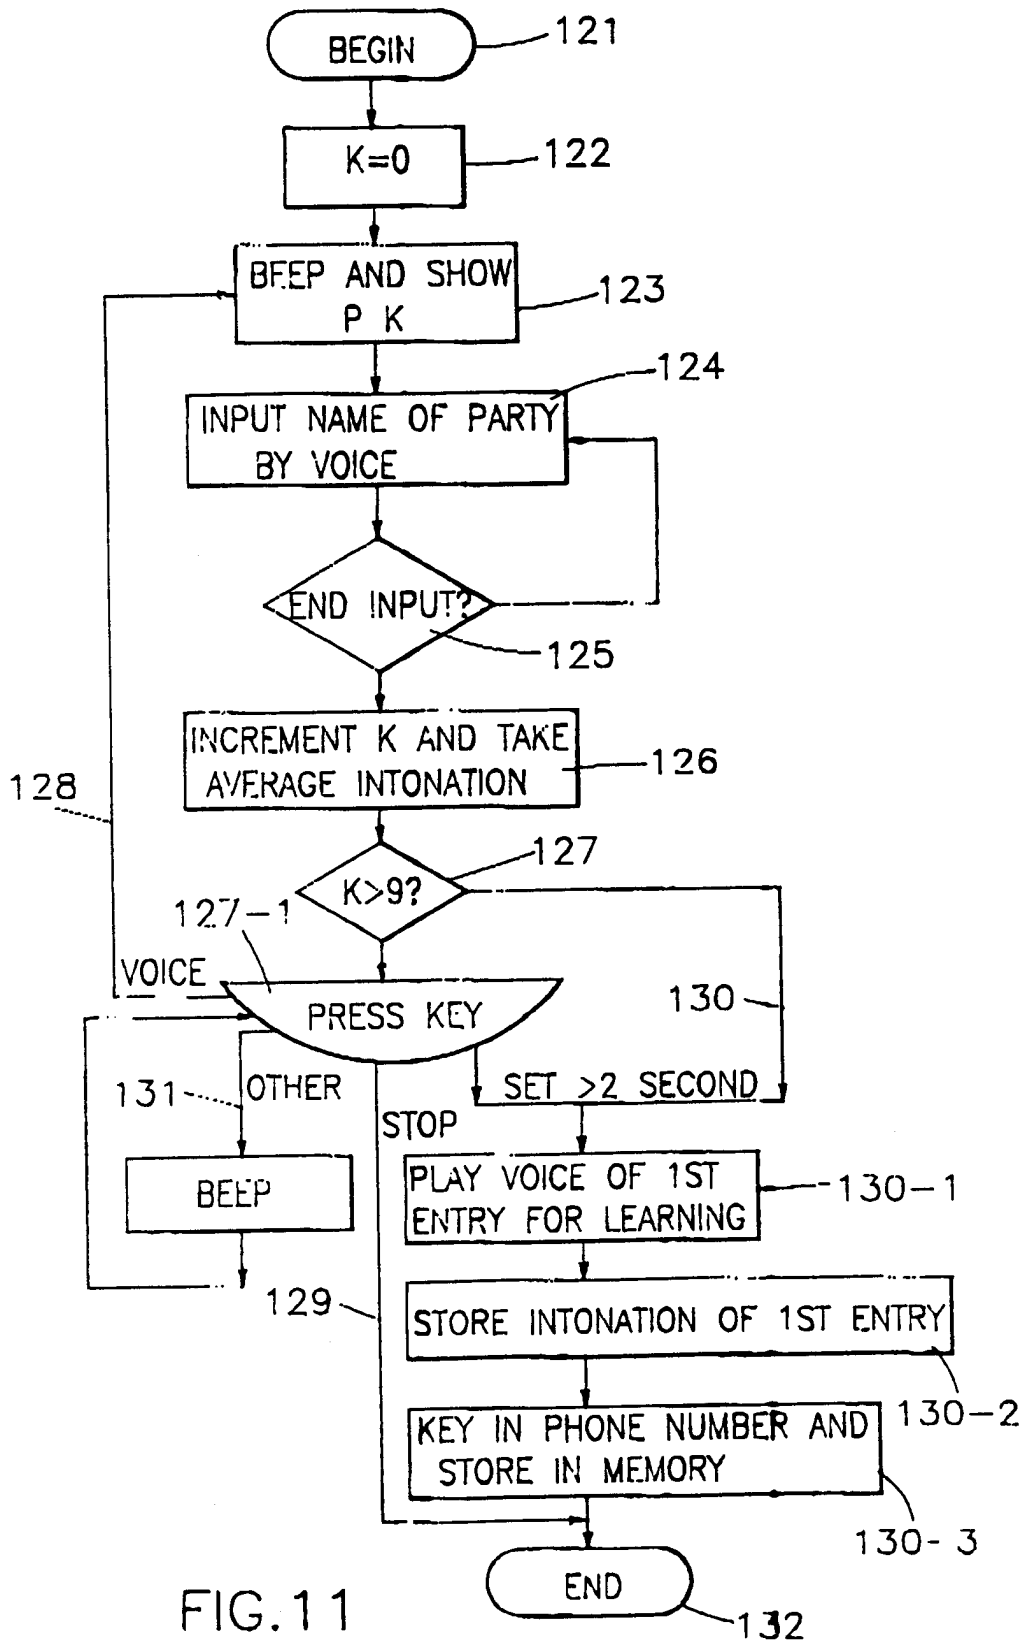 BEGIN
121
K=0
122
BEEP AND SHOW
P K
123
124
INPUT NAME OF PARTY
BY VOICE
END INPUT?
125
INCREMENT K AND TAKE
AVERAGE INTONATION
126
128
127
K>9?
127-1
VOICE
PRESS KEY
130
131
OTHER
SET >2 SECOND
STOP
BEEP
PLAY VOICE OF 1ST
ENTRY FOR LEARNING
130-1
129
STORE INTONATION OF 1ST ENTRY
130-2
KEY IN PHONE NUMBER AND
STORE IN MEMORY
130-3
END
132
FIG.11